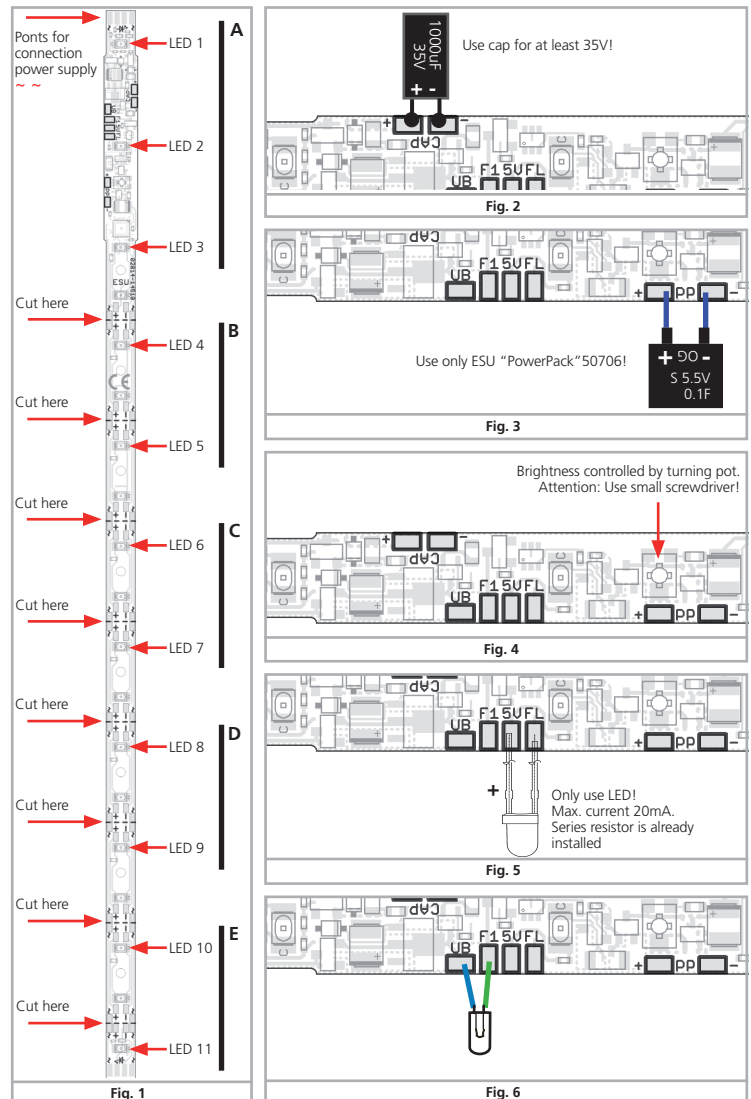 Ponts for
connection
power supply
~ ~
LED 1
A
LED 2
LED 3
ESU
Cut here
B
LED 4
CE
Cut here
LED 5
Cut here
C
LED 6
Cut here
LED 7
Cut here
D
LED 8
Cut here
LED 9
Cut here
E
LED 10
Cut here
LED 11
Fig. 1
1000uF
35V
+ -
Use cap for at least 35V!
+ CAP -
UB F1 5V FL
+ PP -
Fig. 2
CAP
UB F1 5V FL
+ PP -
Use only ESU "PowerPack"50706!
+ OG -
S 5.5V
0.1F
Fig. 3
Brightness controlled by turning pot.
Attention: Use small screwdriver!
+ -
UB F1 5V FL
+ PP -
Fig. 4
CAP
UB F1 5V FL
+ PP -
+
Only use LED!
Max. current 20mA.
Series resistor is already
installed
Fig. 5
CAP
UB F1 5V FL
+ PP -
Fig. 6